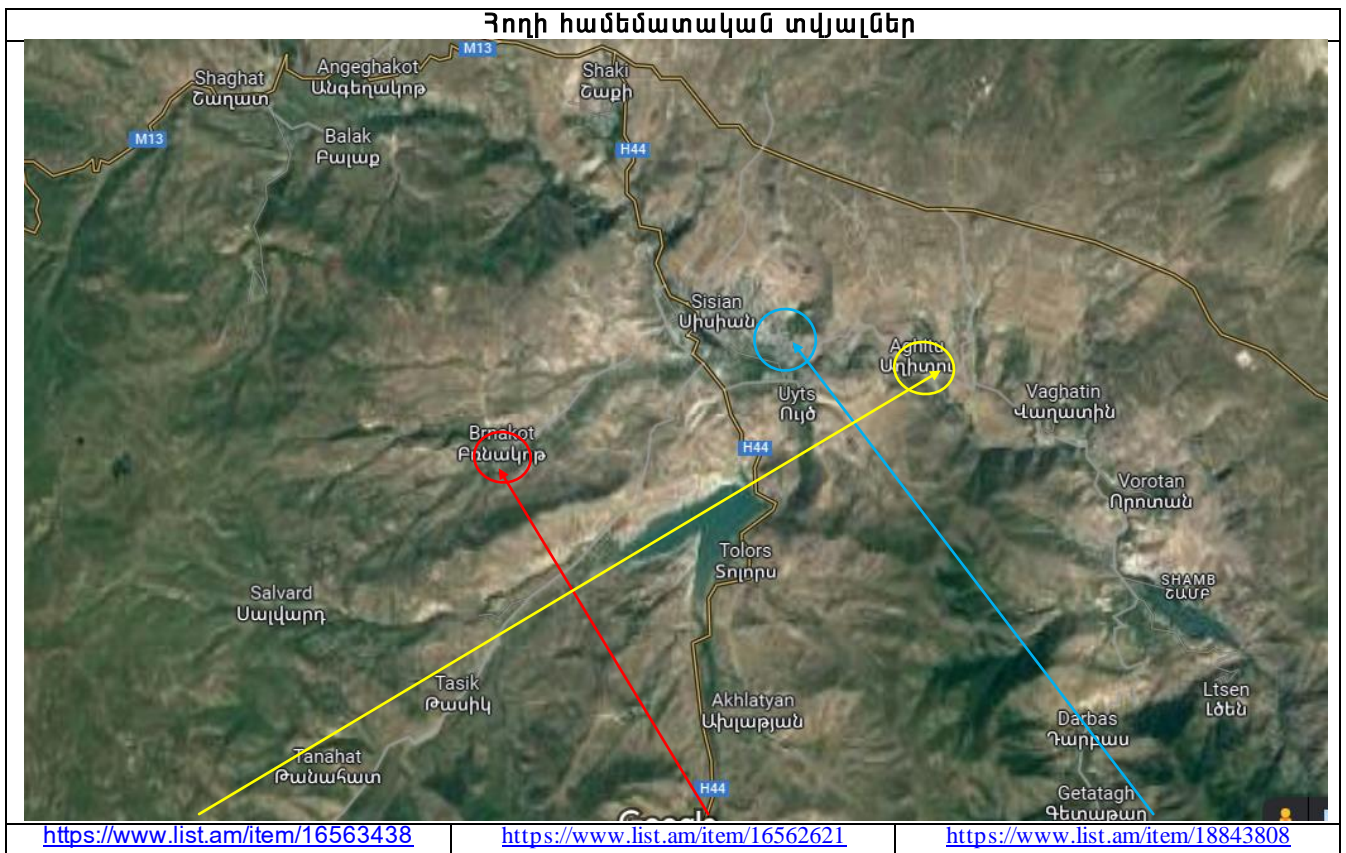 Հողի համեմատական տվյալներ
M13
Angeghakot
Անգեղակոթ
Shaki
Շաքի
Shaghat
Շաղատ
M13
Balak
Բալաք
H44
Sisian
Սիսիան
Aghitu
Աղիտու
Uyts
Ույծ
Vaghatin
Վաղատին
Brnakot
Բռնակոթ
H44
Vorotan
Որոտան
Tolors
Տոլորս
SHAMB
ՇԱՄԲ
Salvard
Սալվարդ
Tasik
Թասիկ
Akhlatyan
Ախլաթյան
Ltsen
Լծեն
Darbas
Դարբաս
Tanahat
Թանահատ
H44
Getatagh
Գետաթաղ
Google
https://www.list.am/item/16563438 https://www.list.am/item/16562621 https://www.list.am/item/18843808